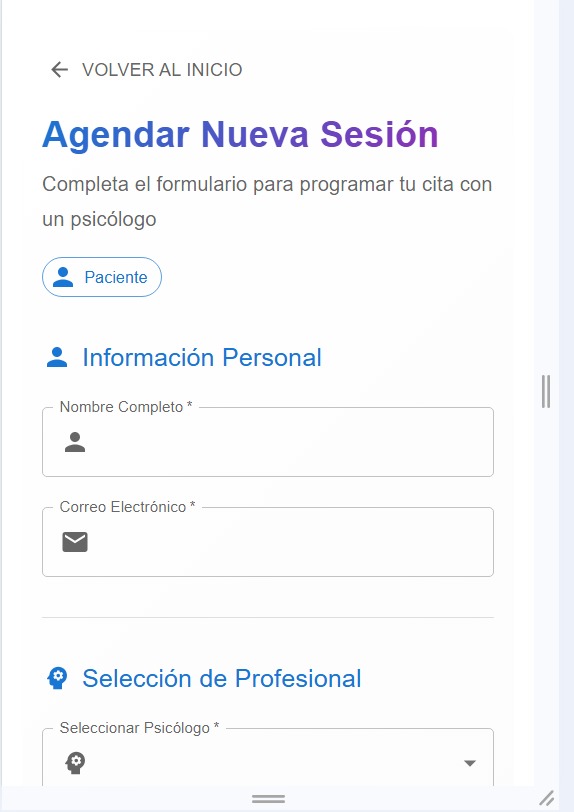 VOLVER AL INICIO
Agendar Nueva Sesión
Completa el formulario para programar tu cita con
un psicólogo
Paciente
Información Personal
Nombre Completo *
Correo Electrónico *
Selección de Profesional
Seleccionar Psicólogo *